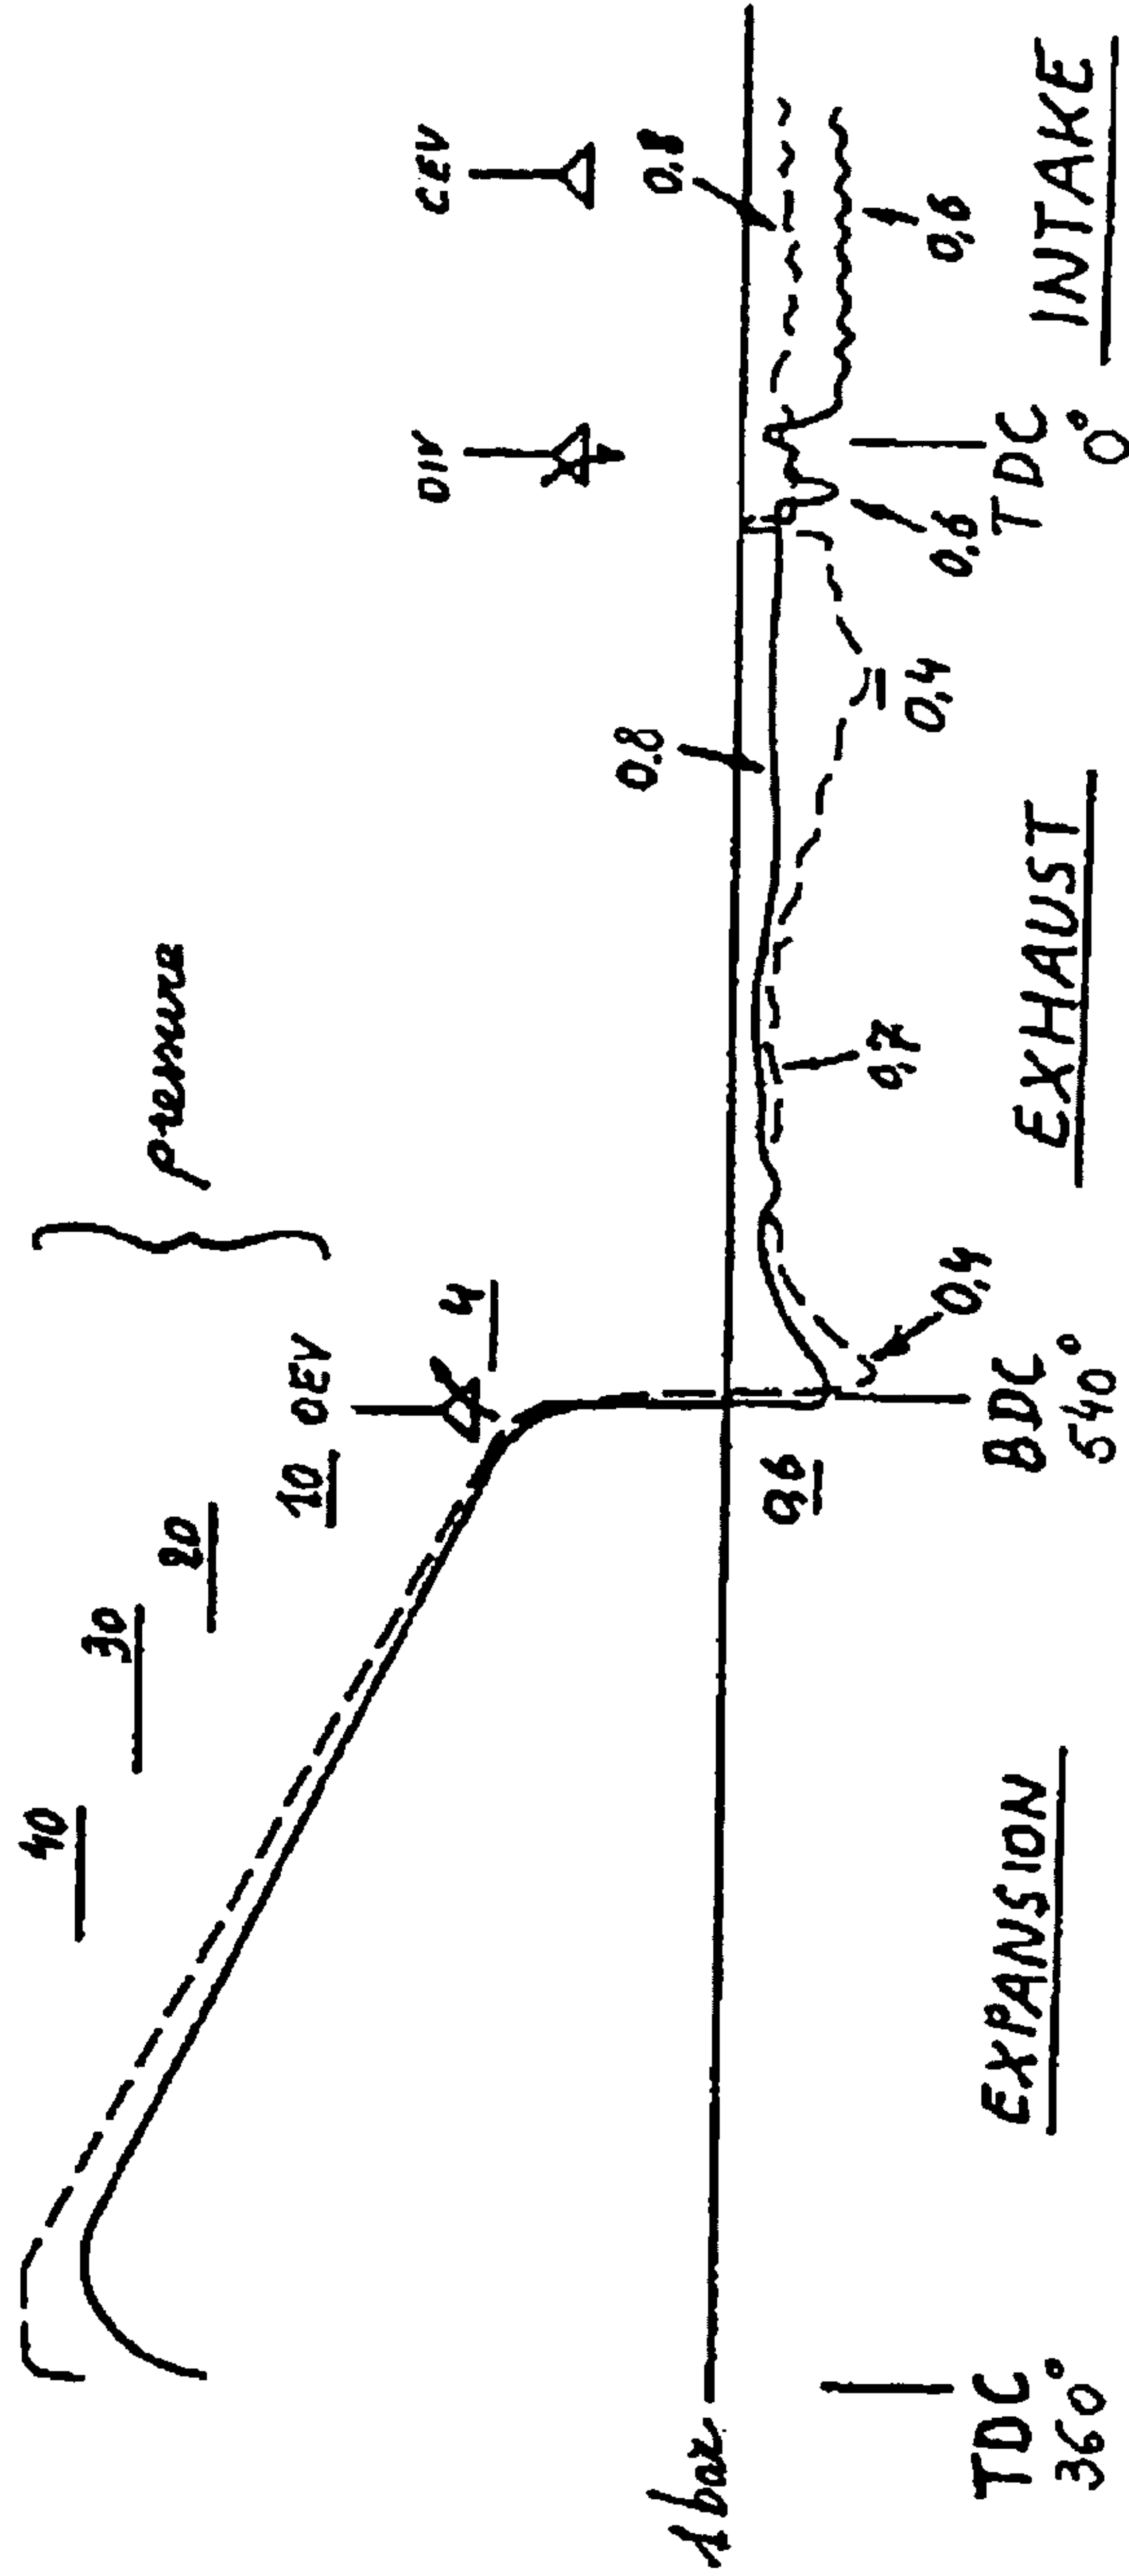 40
30
20
10
pressure
OEV
4
OIV
CEV
0.8
0.8
1 bar
0,6
0,4
0,7
0,4
0,6
0,6
TDC
360°
EXPANSION
BDC
540°
EXHAUST
TDC
0°
INTAKE